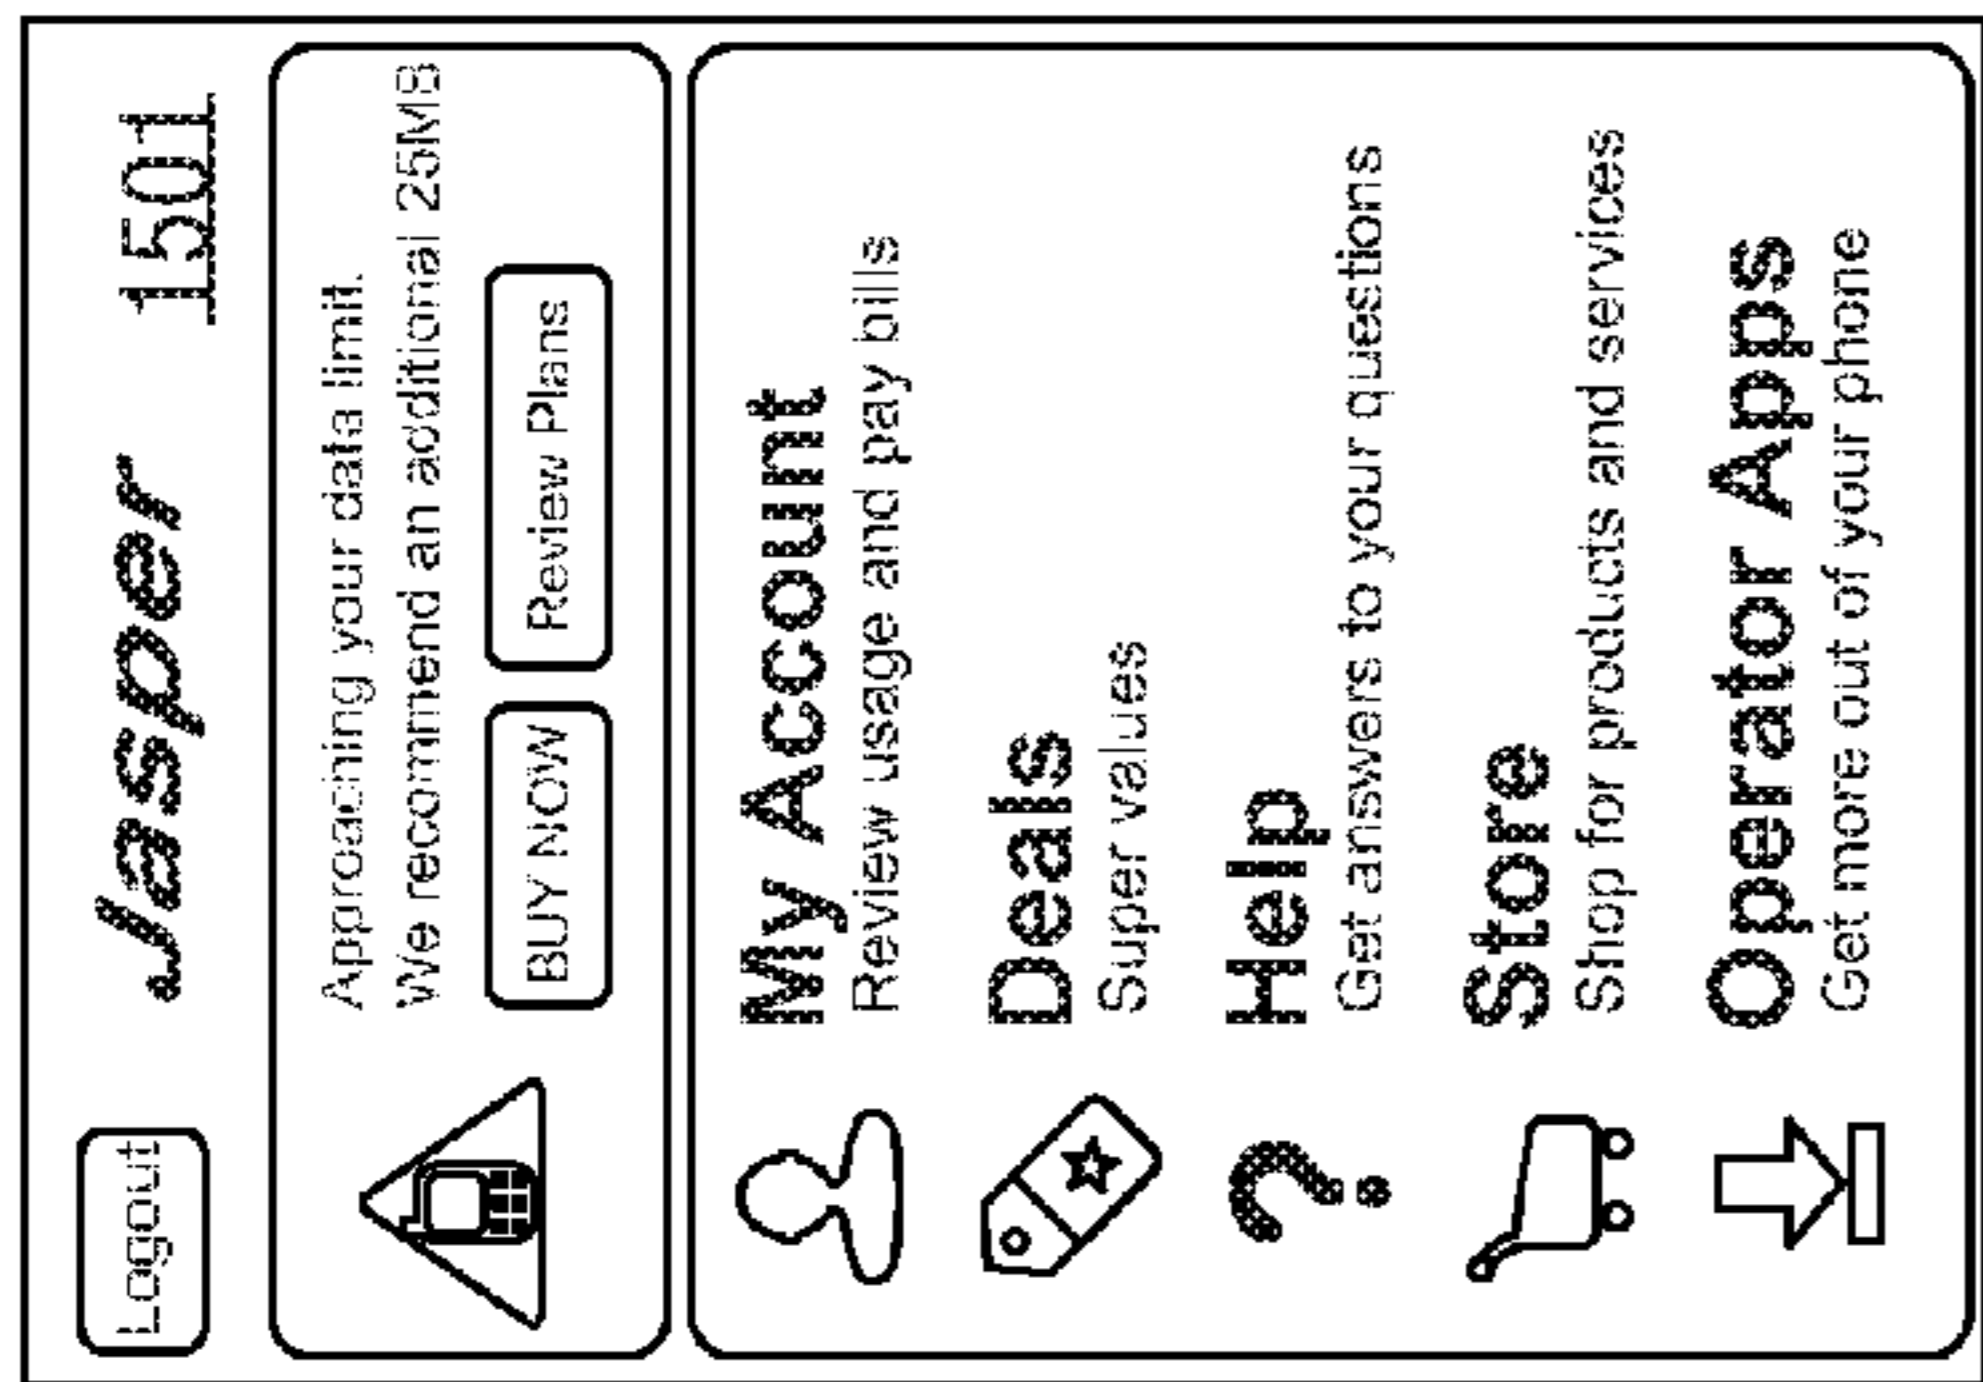 Logout Jasper 1501
Approaching your data limit.
We recommend an additional 25MB
BUY NOW Review Plans
My Account
Review usage and pay bills
Deals
Super values
Help
Get answers to your questions
Store
Shop for products and services
Operator Apps
Get more out of your phone